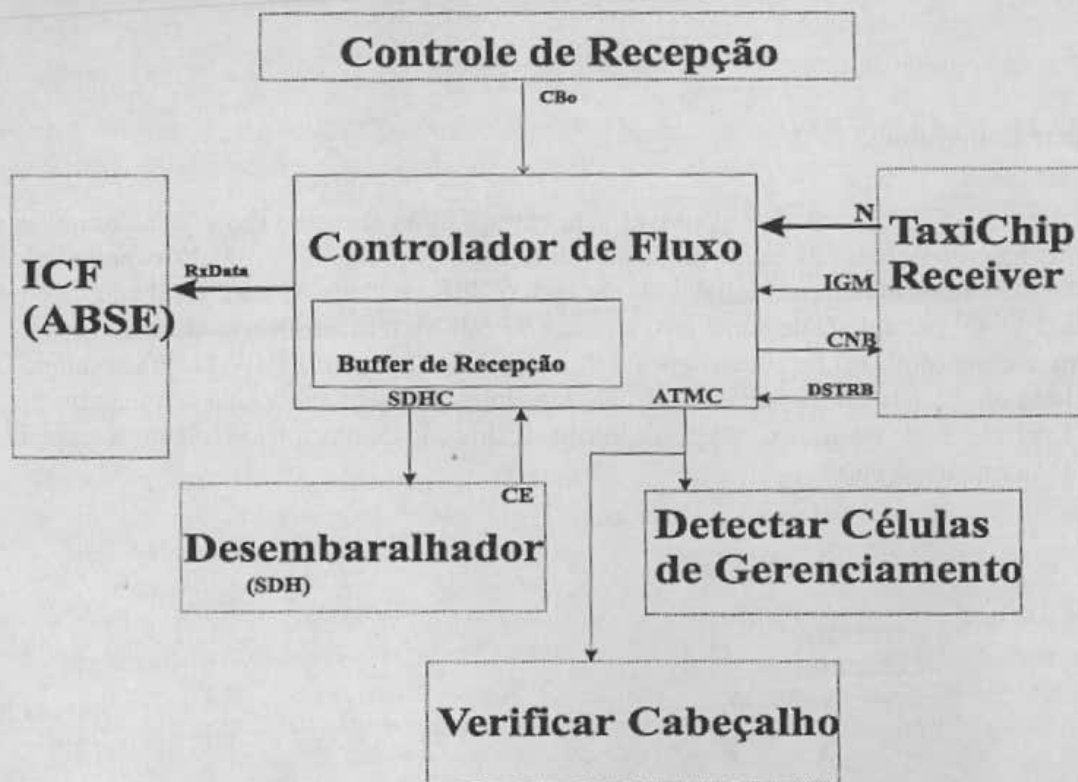 Controle de Recepção
CBo
ICF
(ABSE)
RxData
Controlador de Fluxo
Buffer de Recepção
SDHC
ATMC
N
IGM
CNB
DSTRB
TaxiChip
Receiver
CE
Desembaralhador
(SDH)
Detectar Células
de Gerenciamento
Verificar Cabeçalho